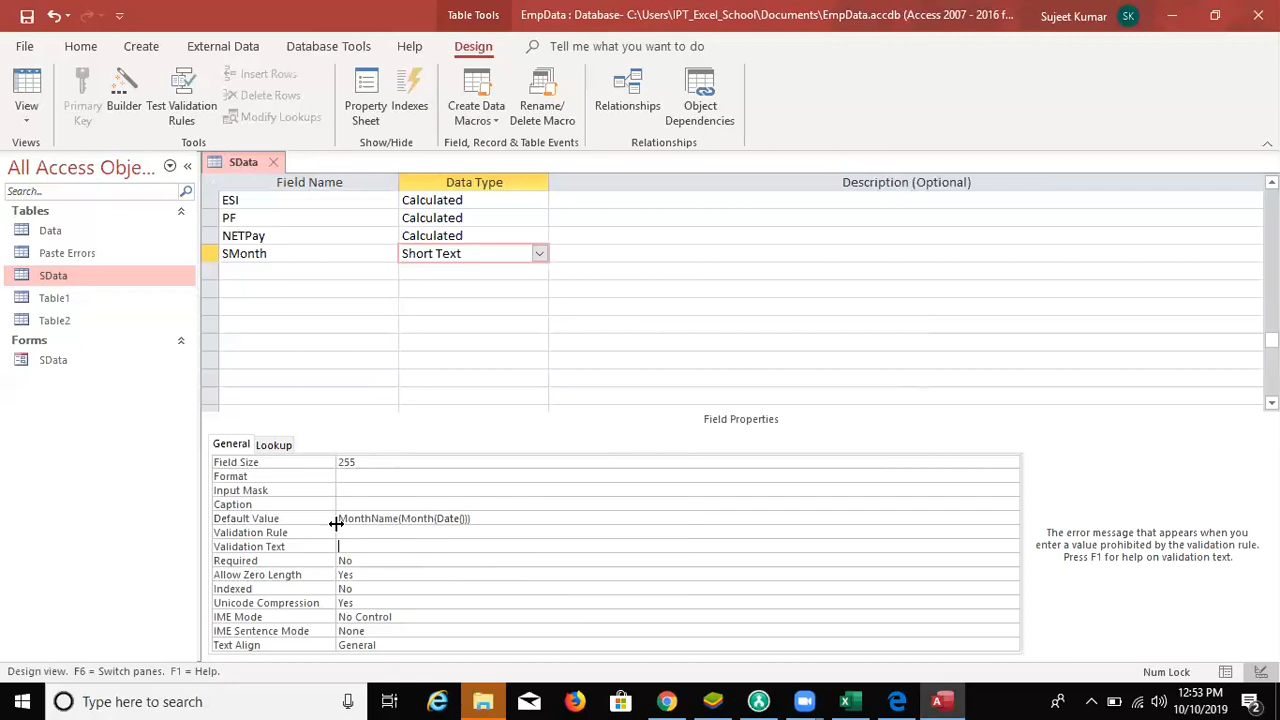 Table Tools
EmpData : Database- C:\Users\IPT_Excel_School\Documents\EmpData.accdb (Access 2007 - 2016 f...
Sujeet Kumar
SK
File
Home
Create
External Data
Database Tools
Help
Design
Tell me what you want to do
View
Primary Key
Builder
Test Validation Rules
Insert Rows
Delete Rows
Modify Lookups
Property Sheet
Indexes
Create Data Macros
Rename/ Delete Macro
Relationships
Object Dependencies
Views
Tools
Show/Hide
Field, Record & Table Events
Relationships
All Access Obje...
Search...
Tables
Data
Paste Errors
SData
Table1
Table2
Forms
SData
SData
Field Name Data Type Description (Optional)
ESI Calculated
PF Calculated
NETPay Calculated
SMonth Short Text
Field Properties
General Lookup
Field Size 255
Format
Input Mask
Caption
Default Value MonthName(Month(Date()))
Validation Rule
Validation Text
Required No
Allow Zero Length Yes
Indexed No
Unicode Compression Yes
IME Mode No Control
IME Sentence Mode None
Text Align General
The error message that appears when you
enter a value prohibited by the validation rule.
Press F1 for help on validation text.
Design view. F6 = Switch panes. F1 = Help.
Num Lock
Type here to search
12:53 PM
10/10/2019
2